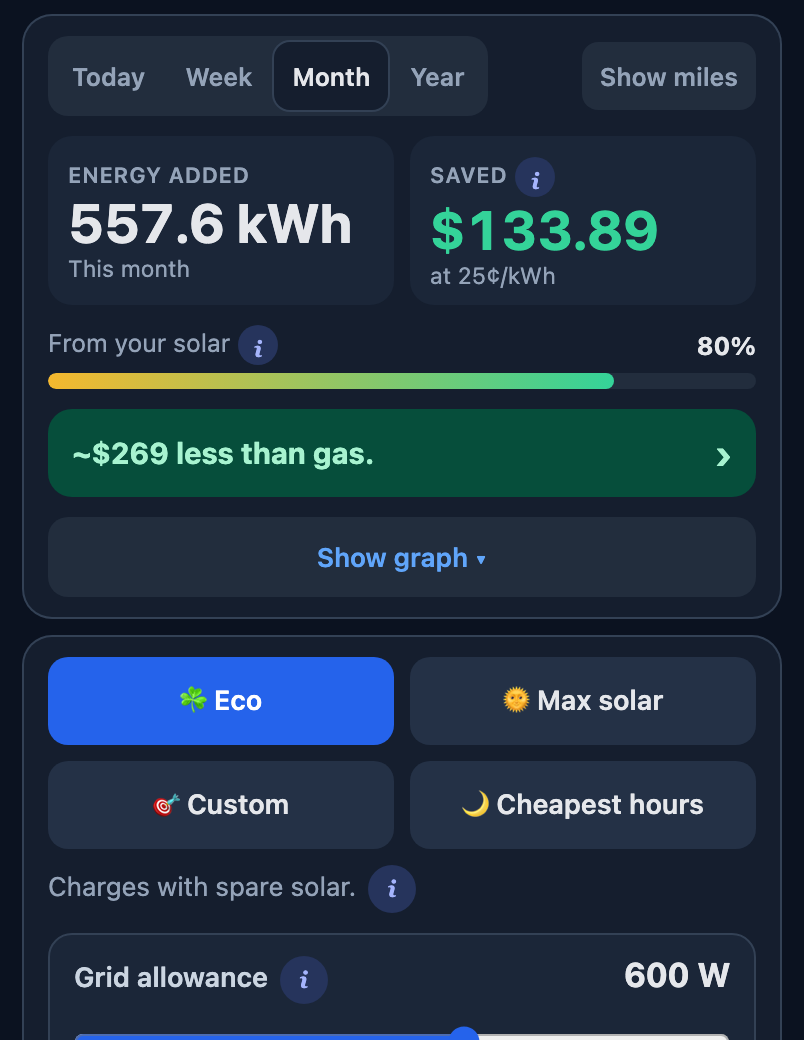 Today Week Month Year Show miles
ENERGY ADDED
557.6 kWh
This month
SAVED i
$133.89
at 25¢/kWh
From your solar i 80%
~$269 less than gas. ›
Show graph ▾
☘️ Eco
🌞 Max solar
🎯 Custom
🌙 Cheapest hours
Charges with spare solar. i
Grid allowance i 600 W